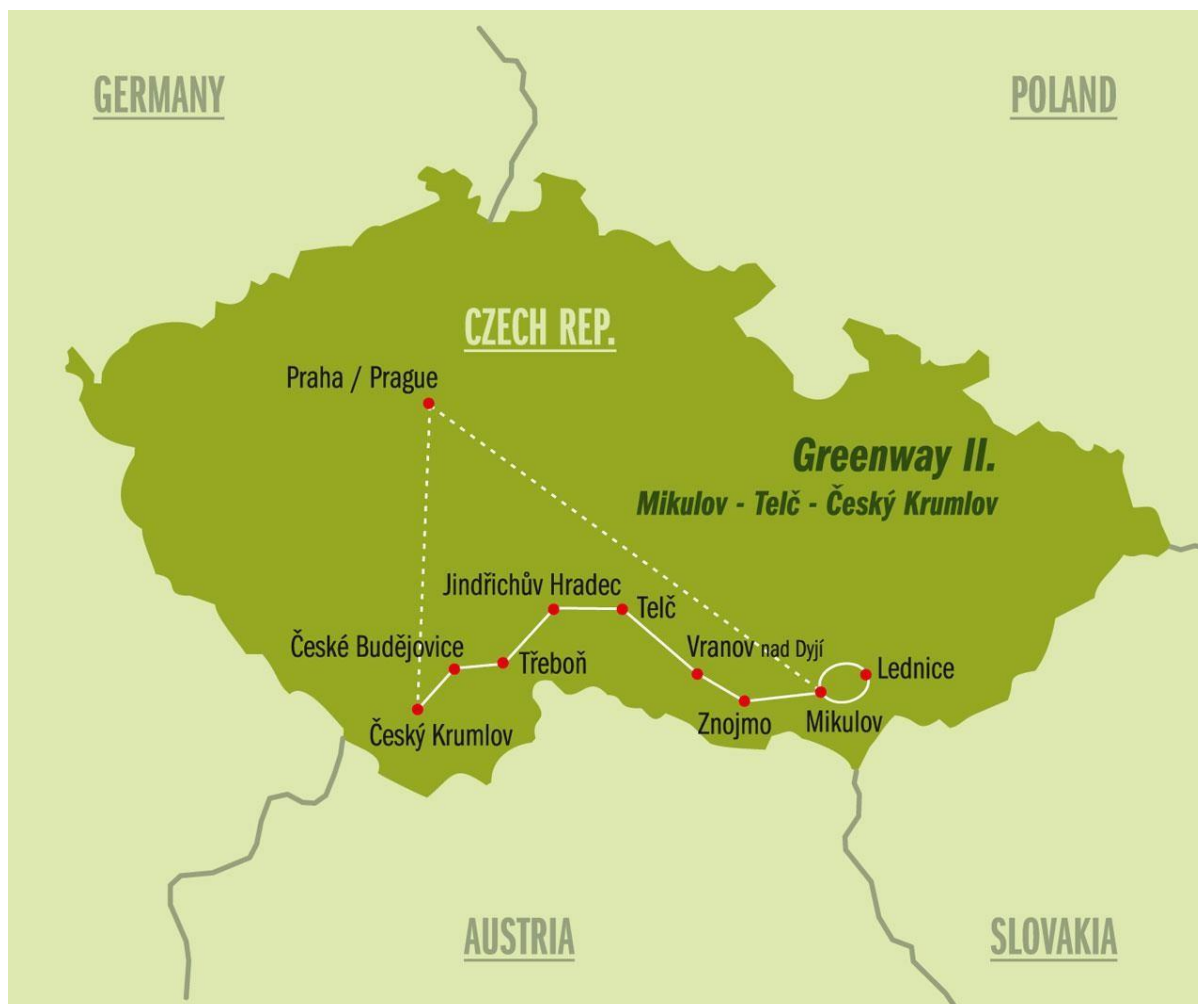 GERMANY
POLAND
CZECH REP.
Praha / Prague
Greenway II.
Mikulov - Telč - Český Krumlov
Jindřichův Hradec
Telč
České Budějovice
Třeboň
Vranov nad Dyjí
Lednice
Český Krumlov
Znojmo
Mikulov
AUSTRIA
SLOVAKIA